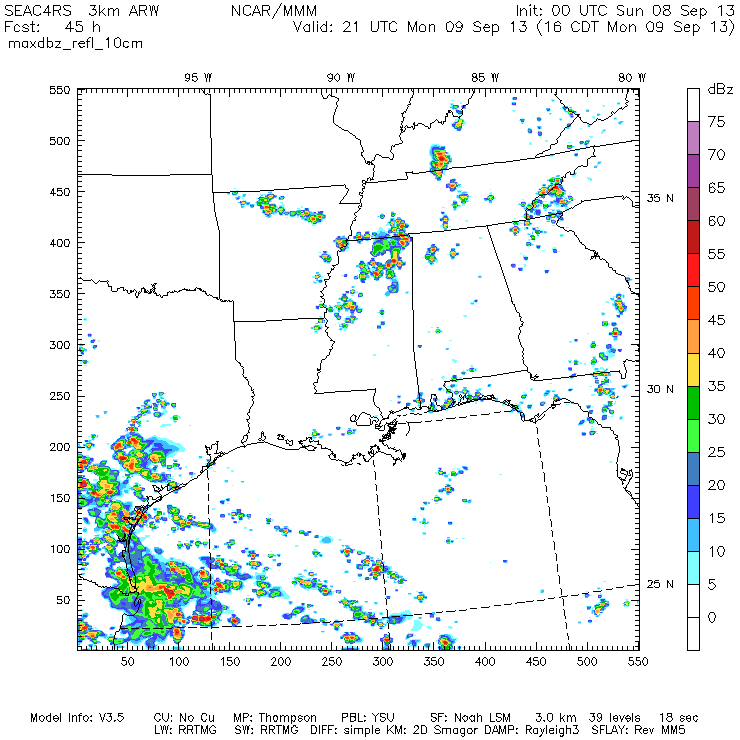 SEAC4RS 3km ARW NCAR/MMM Init: 00 UTC Sun 08 Sep 13
Fcst: 45 h Valid: 21 UTC Mon 09 Sep 13 (16 CDT Mon 09 Sep 13)
maxdbz_refl_10cm
95 W 90 W 85 W 80 W
dBz
550
500
450
400
350
300
250
200
150
100
50
35 N
30 N
25 N
75
70
65
60
55
50
45
40
35
30
25
20
15
10
5
0
50 100 150 200 250 300 350 400 450 500 550
Model Info: V3.5 CU: No Cu MP: Thompson PBL: YSU SF: Noah LSM 3.0 km 39 levels 18 sec
LW: RRTMG SW: RRTMG DIFF: simple KM: 2D Smagor DAMP: Rayleigh3 SFLAY: Rev MM5